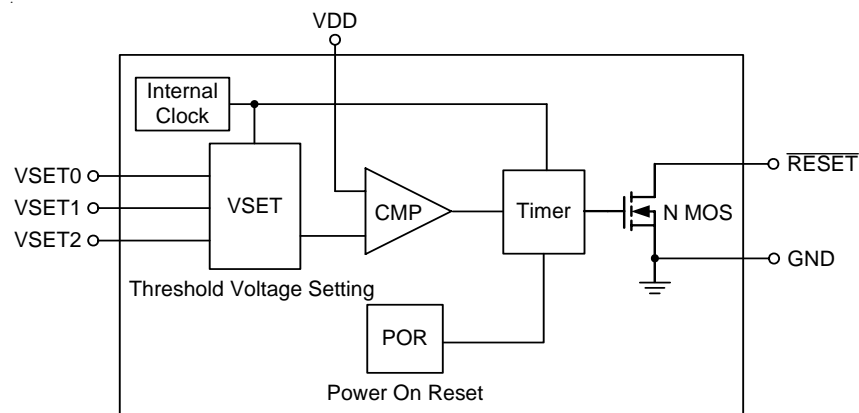 VDD
Internal
Clock
VSET0
VSET1
VSET2
VSET
CMP
Timer
N MOS
RESET
GND
Threshold Voltage Setting
POR
Power On Reset